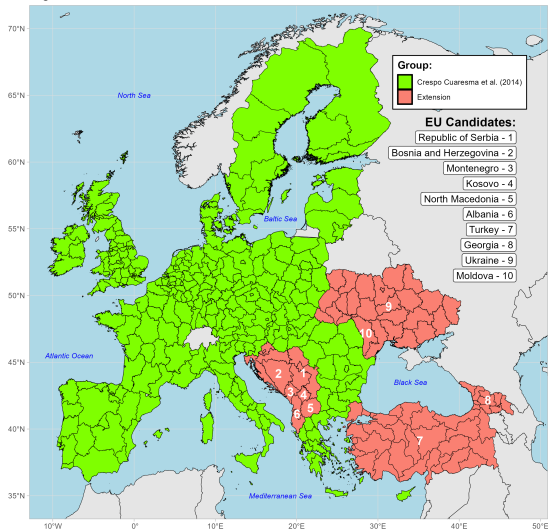 Group:
Crespo Cuaresma et al. (2014)
Extension
EU Candidates:
Republic of Serbia - 1
Bosnia and Herzegovina - 2
Montenegro - 3
Kosovo - 4
North Macedonia - 5
Albania - 6
Turkey - 7
Georgia - 8
Ukraine - 9
Moldova - 10
70°N
65°N
60°N
55°N
50°N
45°N
40°N
35°N
North Sea
Baltic Sea
Atlantic Ocean
Black Sea
Mediterranean Sea
9
10
2
1
3
4
5
6
7
8
10°W
0°
10°E
20°E
30°E
40°E
50°E